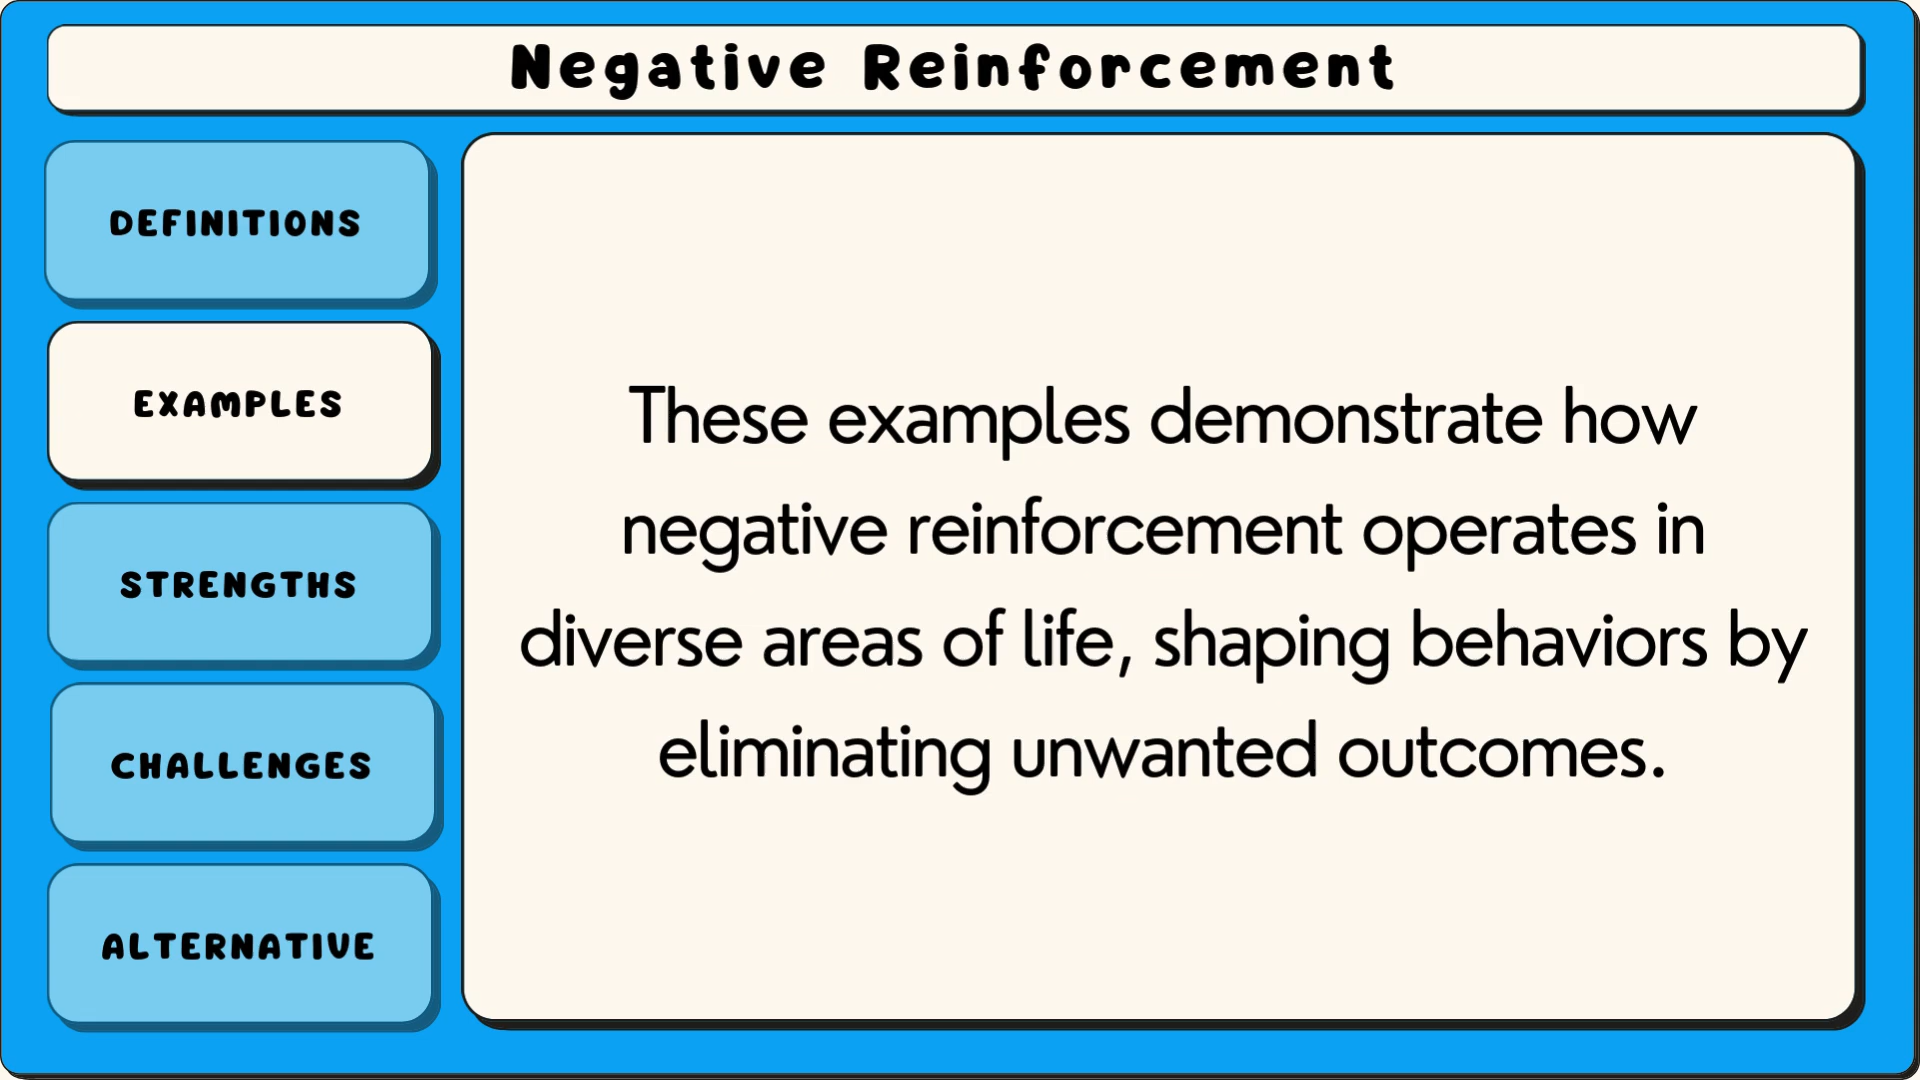 Negative Reinforcement
DEFINITIONS
EXAMPLES
STRENGTHS
CHALLENGES
ALTERNATIVE
These examples demonstrate how
negative reinforcement operates in
diverse areas of life, shaping behaviors by
eliminating unwanted outcomes.